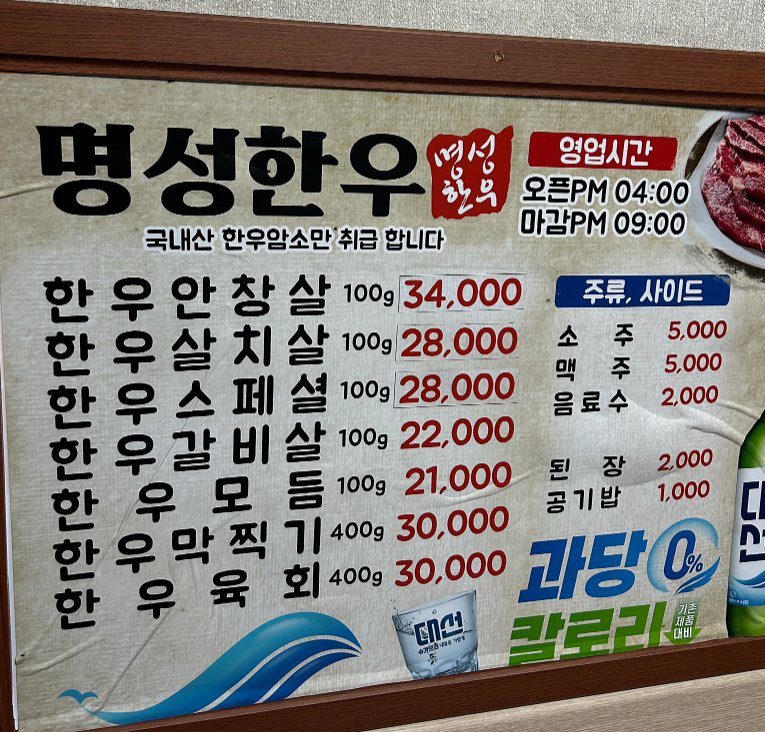 명성한우
명성
한우
국내산 한우암소만 취급 합니다
영업시간
오픈PM 04:00
마감PM 09:00
한우안창살 100g 34,000
한우살치살 100g 28,000
한우스페셜 100g 28,000
한우갈비살 100g 22,000
한우모듬 100g 21,000
한우막찍기 400g 30,000
한우육회 400g 30,000
주류, 사이드
소주 5,000
맥주 5,000
음료수 2,000
된장 2,000
공기밥 1,000
과당 0%
칼로리
기존
제품
대비
대선